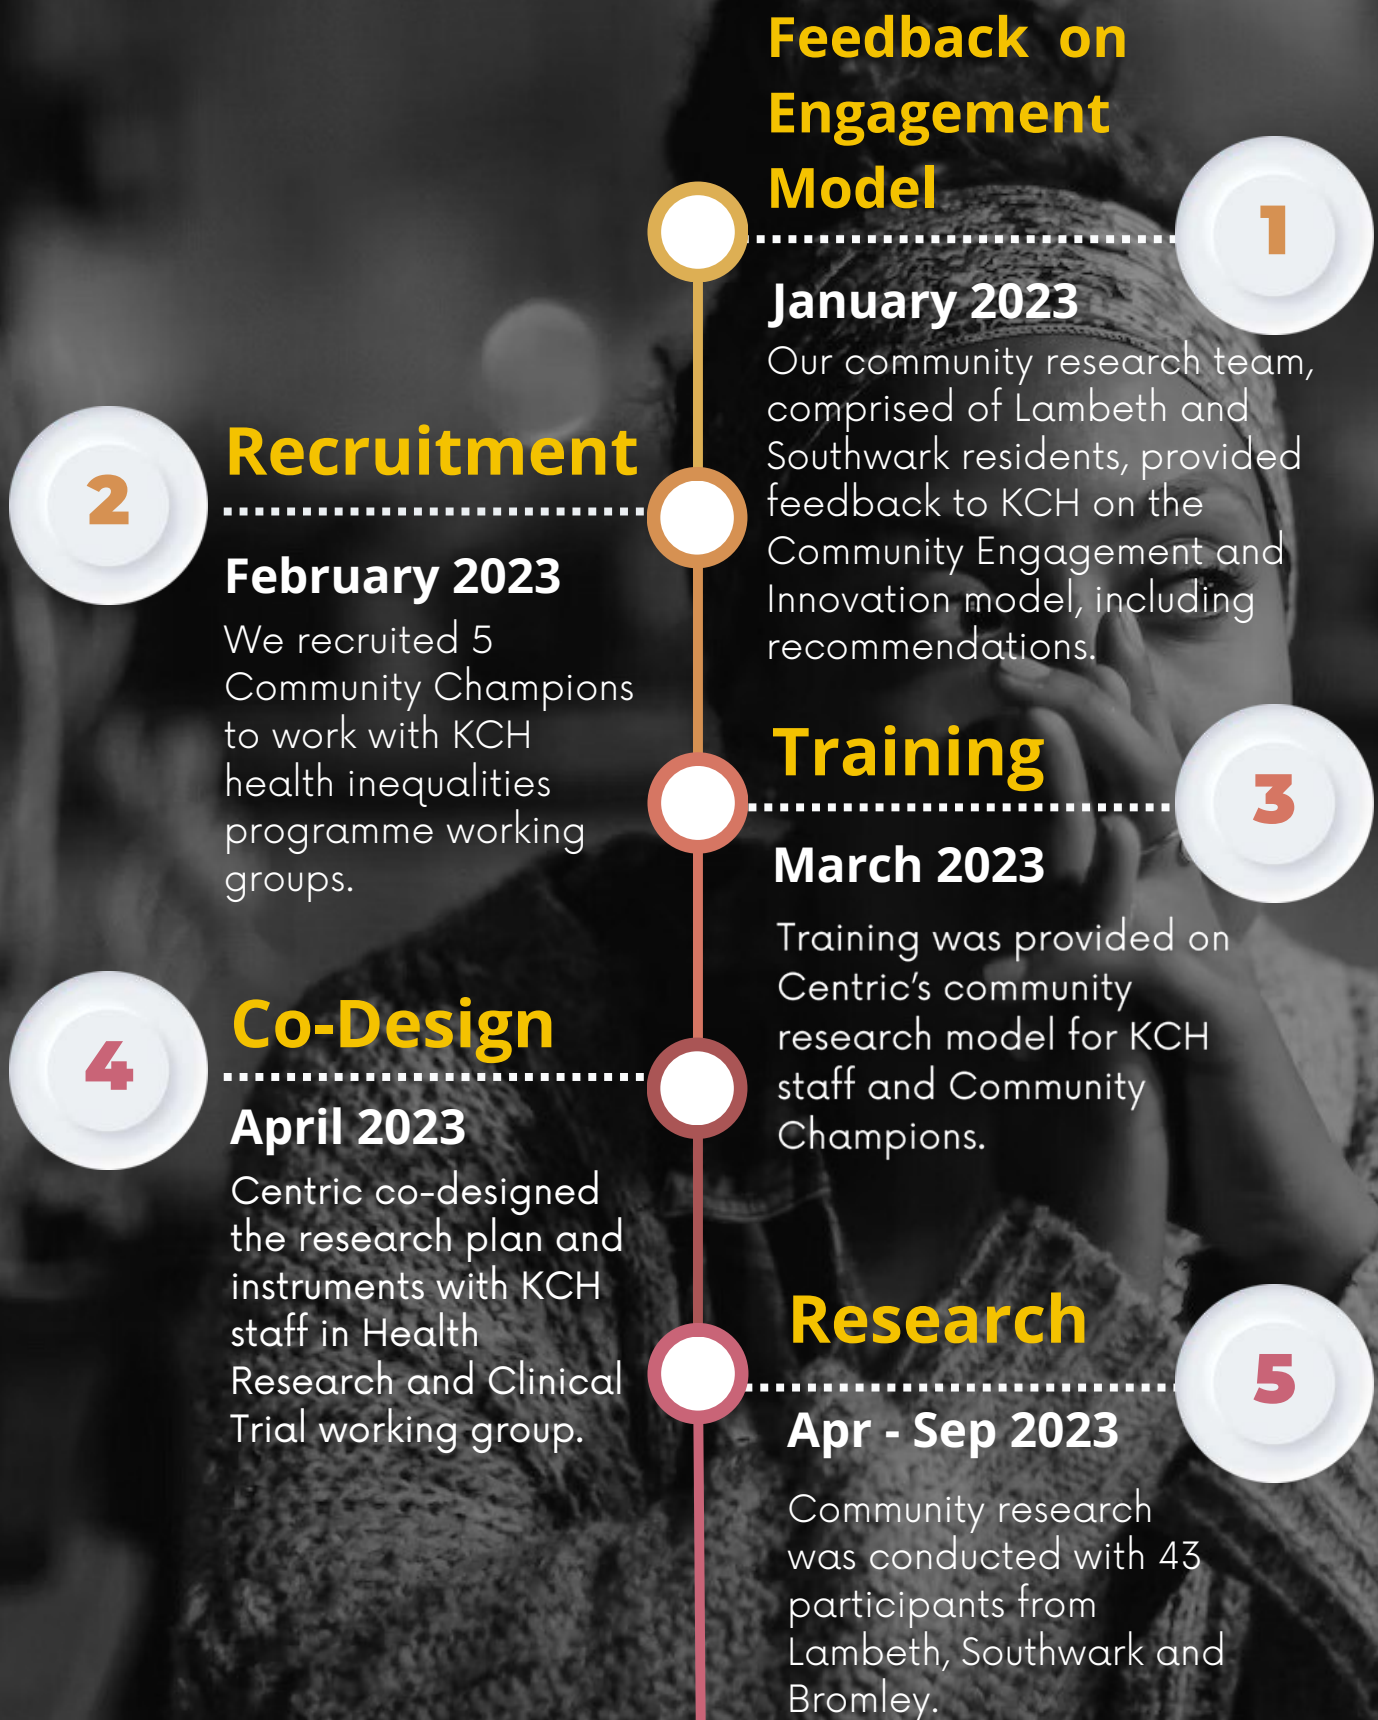 Feedback on
Engagement
Model
1
January 2023
Our community research team,
comprised of Lambeth and
Southwark residents, provided
feedback to KCH on the
Community Engagement and
Innovation model, including
recommendations.
2
Recruitment
February 2023
We recruited 5
Community Champions
to work with KCH
health inequalities
programme working
groups.
3
Training
March 2023
Training was provided on
Centric’s community
research model for KCH
staff and Community
Champions.
4
Co-Design
April 2023
Centric co-designed
the research plan and
instruments with KCH
staff in Health
Research and Clinical
Trial working group.
5
Research
Apr - Sep 2023
Community research
was conducted with 43
participants from
Lambeth, Southwark and
Bromley.